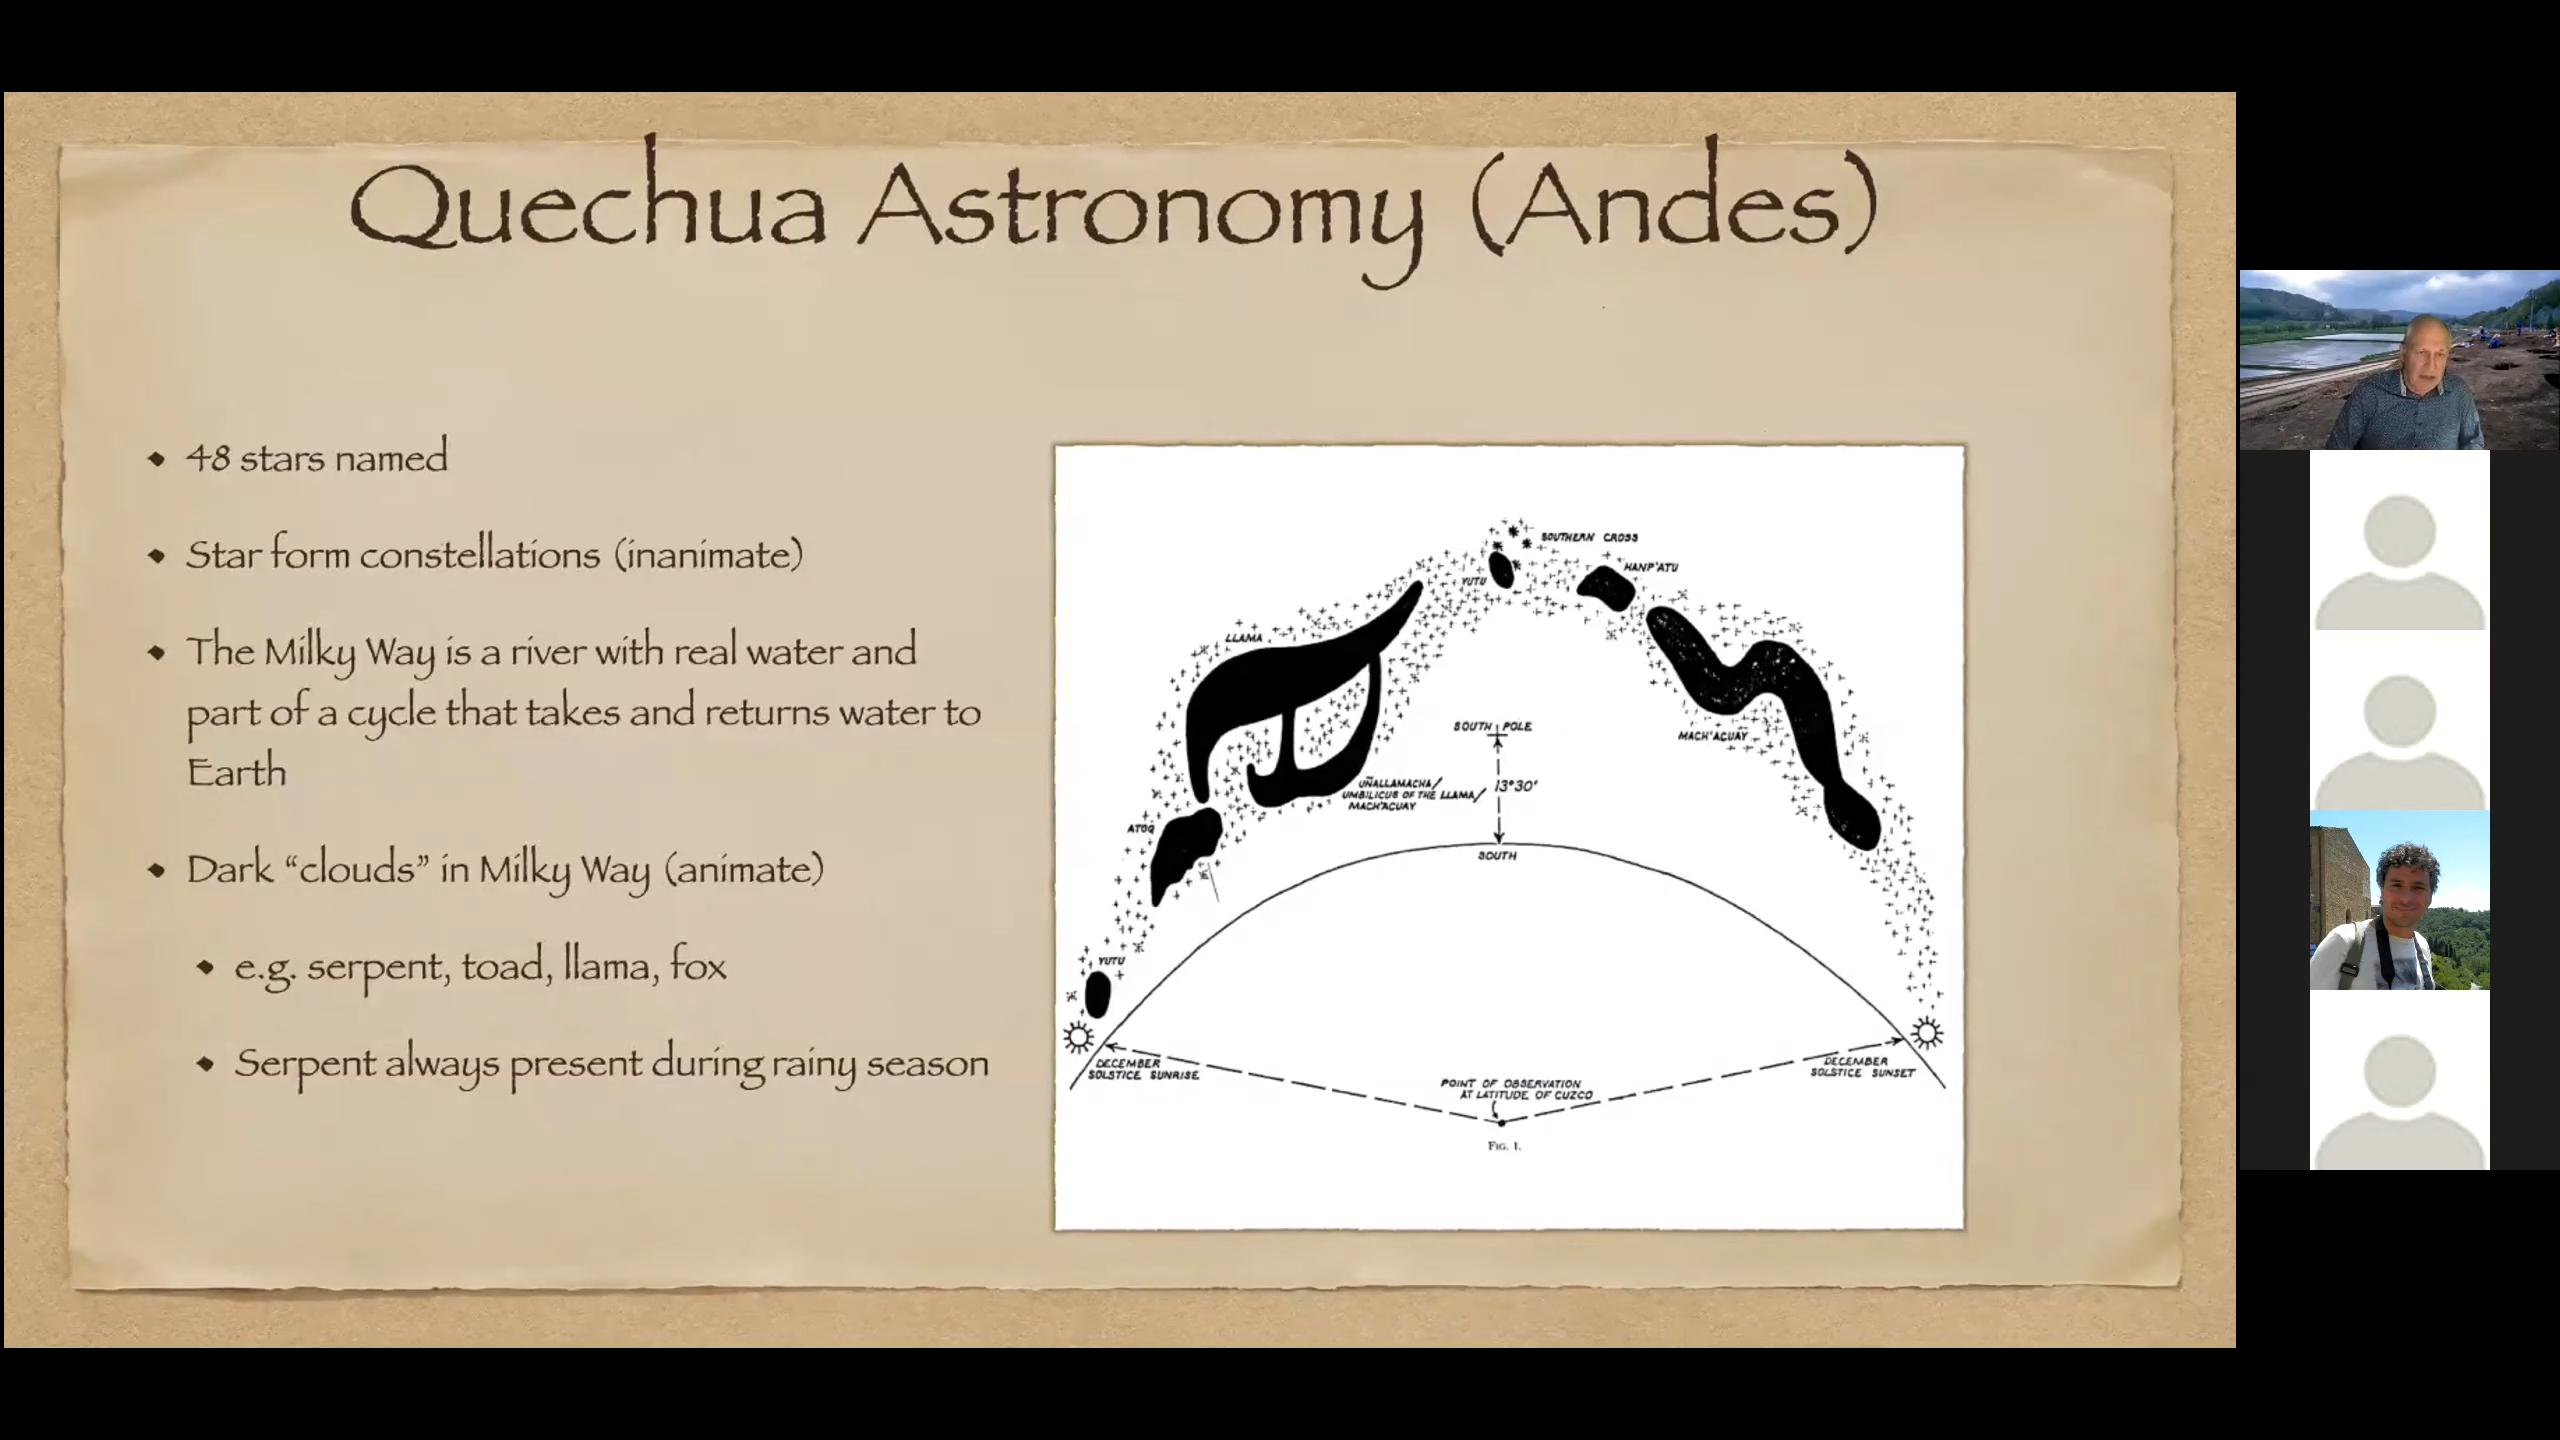 Quechua Astronomy (Andes)
• 48 stars named
• Star form constellations (inanimate)
• The Milky Way is a river with real water and
part of a cycle that takes and returns water to
Earth
• Dark “clouds” in Milky Way (animate)
• e.g. serpent, toad, llama, fox
• Serpent always present during rainy season
SOUTHERN CROSS
HANP'ATU
YUTU
LLAMA
SOUTH POLE
MACH'ACUAY
UÑALLAMACHA/
UMBILICUS OF THE LLAMA/
MACH'ACUAY
13°30'
ATOQ
SOUTH
YUTU
DECEMBER
SOLSTICE SUNRISE
DECEMBER
SOLSTICE SUNSET
POINT OF OBSERVATION
AT LATITUDE OF CUZCO
FIG. 1.